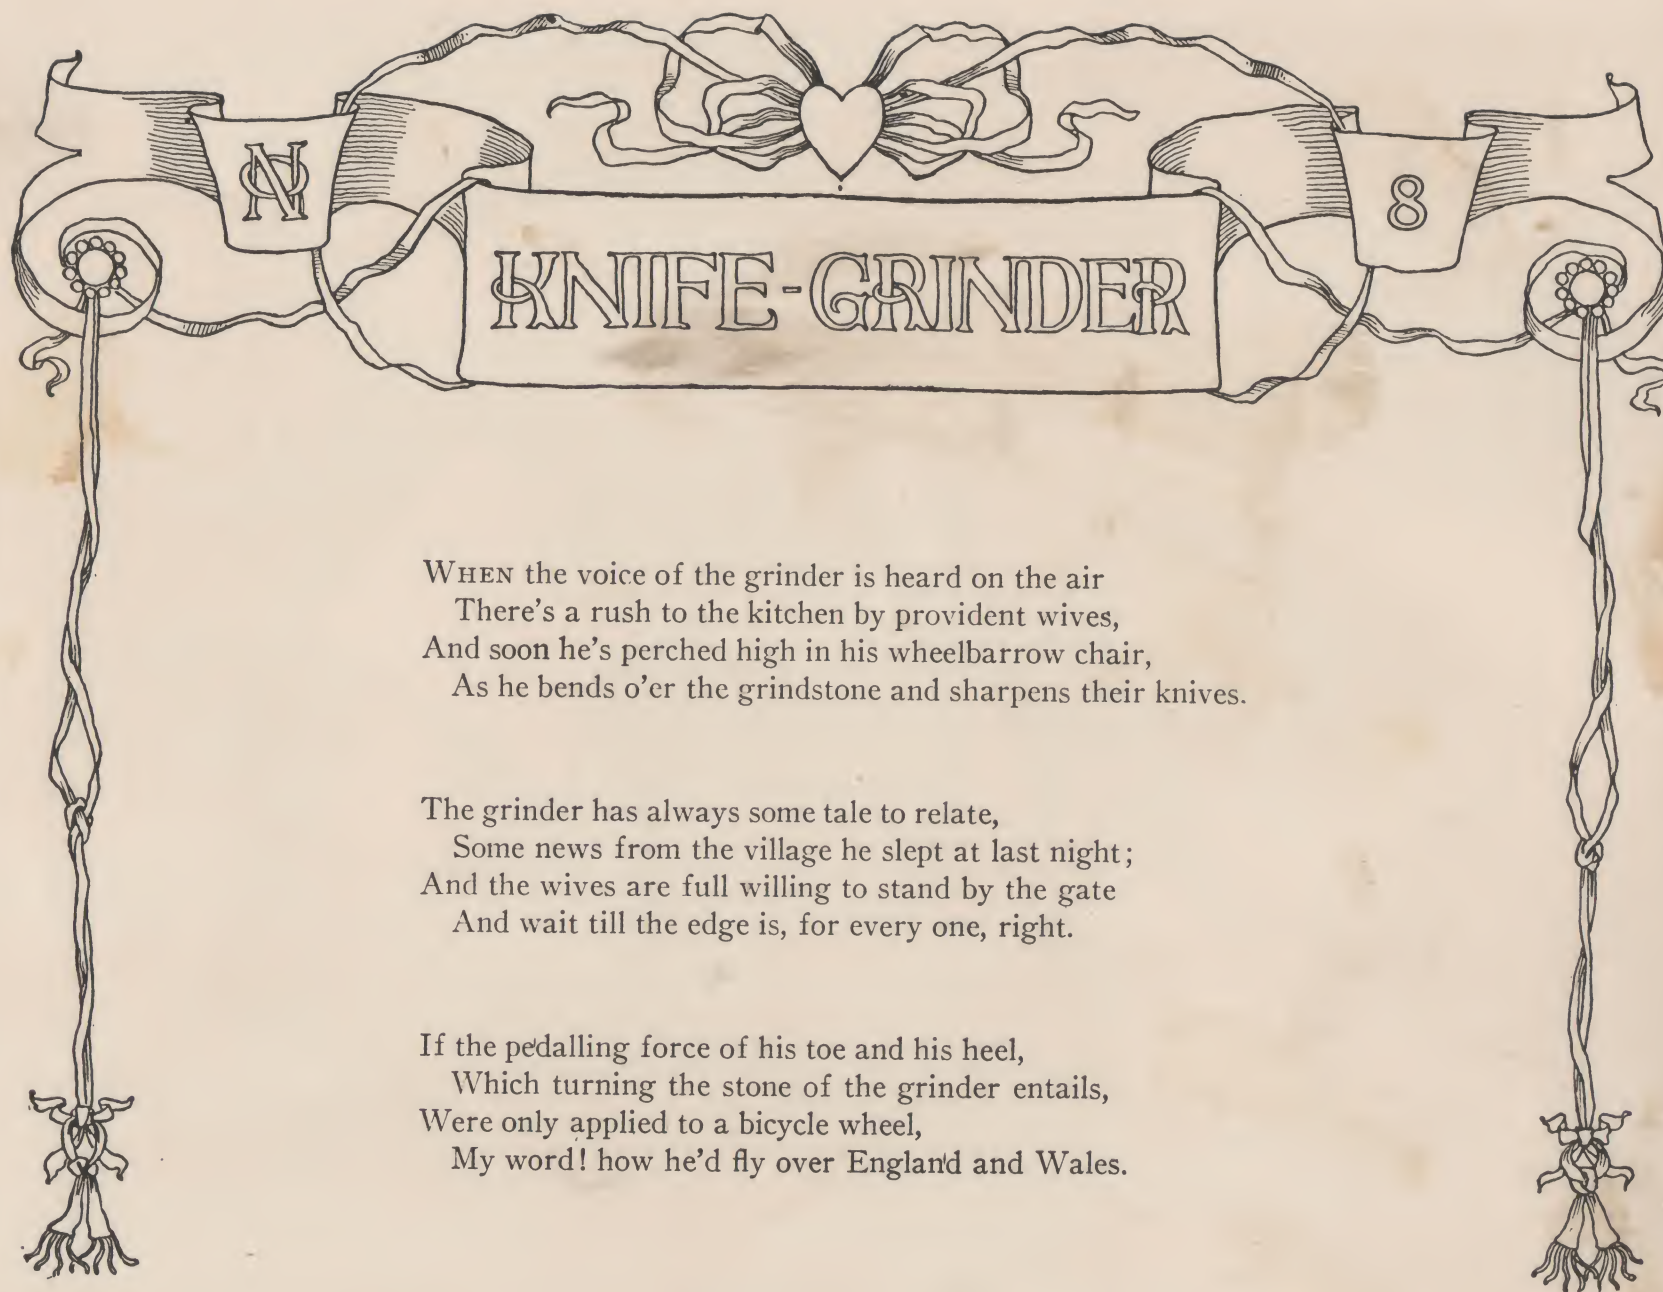 NO
8
KNIFE-GRINDER
WHEN the voice of the grinder is heard on the air
There's a rush to the kitchen by provident wives,
And soon he's perched high in his wheelbarrow chair,
As he bends o'er the grindstone and sharpens their knives.
The grinder has always some tale to relate,
Some news from the village he slept at last night;
And the wives are full willing to stand by the gate
And wait till the edge is, for every one, right.
If the pedalling force of his toe and his heel,
Which turning the stone of the grinder entails,
Were only applied to a bicycle wheel,
My word! how he'd fly over England and Wales.